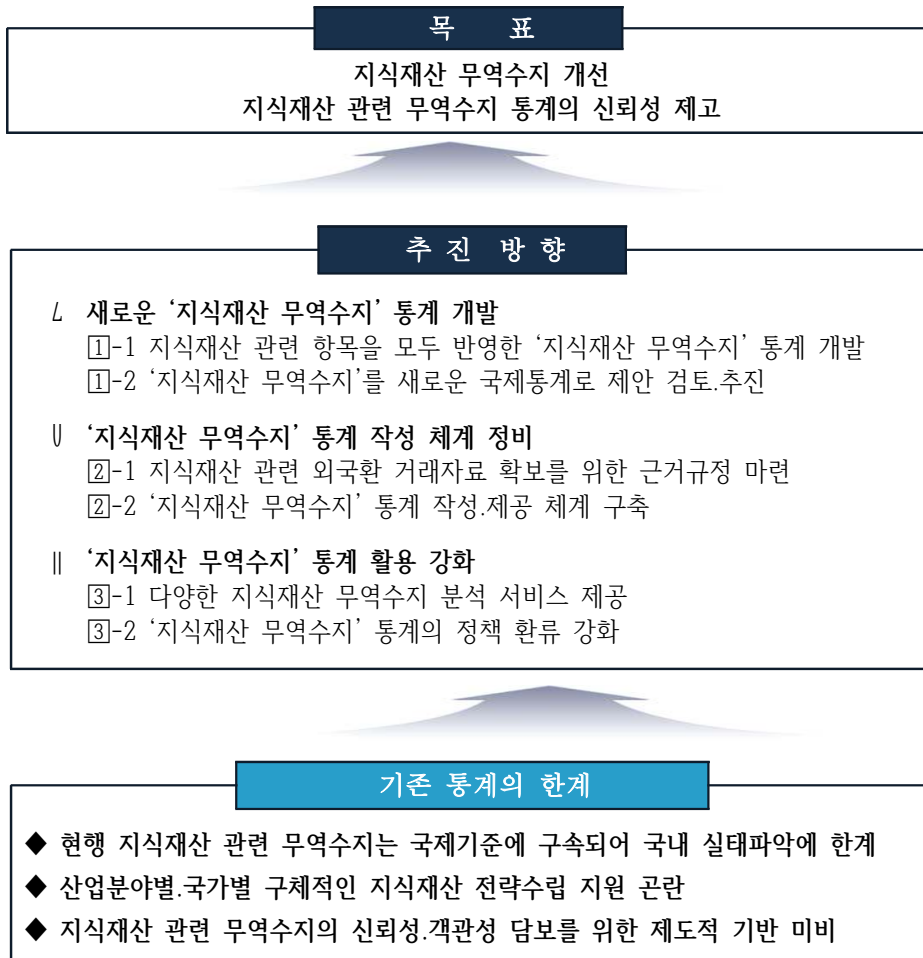 목 표
지식재산 무역수지 개선
지식재산 관련 무역수지 통계의 신뢰성 제고
추 진 방 향
L 새로운 ‘지식재산 무역수지’ 통계 개발
1-1 지식재산 관련 항목을 모두 반영한 ‘지식재산 무역수지’ 통계 개발
1-2 ‘지식재산 무역수지’를 새로운 국제통계로 제안 검토.추진
U ‘지식재산 무역수지’ 통계 작성 체계 정비
2-1 지식재산 관련 외국환 거래자료 확보를 위한 근거규정 마련
2-2 ‘지식재산 무역수지’ 통계 작성.제공 체계 구축
‖ ‘지식재산 무역수지’ 통계 활용 강화
3-1 다양한 지식재산 무역수지 분석 서비스 제공
3-2 ‘지식재산 무역수지’ 통계의 정책 환류 강화
기존 통계의 한계
◆ 현행 지식재산 관련 무역수지는 국제기준에 구속되어 국내 실태파악에 한계
◆ 산업분야별.국가별 구체적인 지식재산 전략수립 지원 곤란
◆ 지식재산 관련 무역수지의 신뢰성.객관성 담보를 위한 제도적 기반 미비